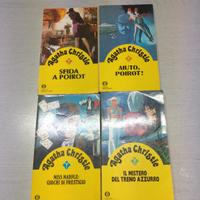 Agatha Christie
SFIDA
A POIROT
Agatha Christie
AIUTO,
POIROT!
Agatha Christie
MISS MARPLE:
GIOCHI DI PRESTIGIO
Agatha Christie
IL MISTERO
DEL TRENO AZZURRO